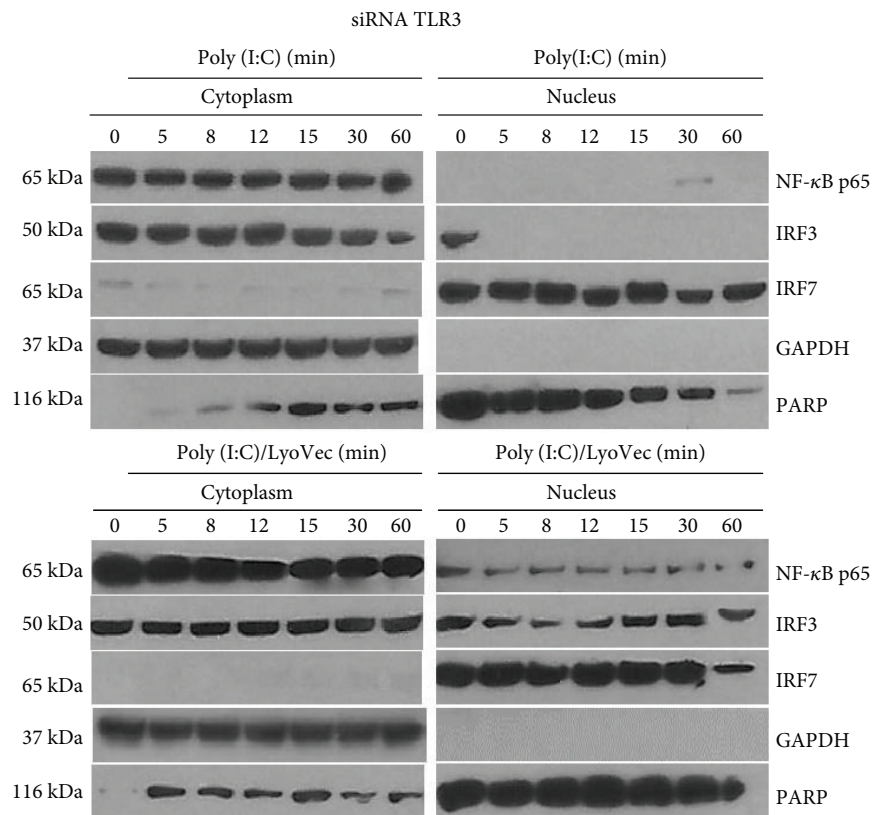 siRNA TLR3
Poly (I:C) (min) Poly(I:C) (min)
Cytoplasm Nucleus
0 5 8 12 15 30 60 0 5 8 12 15 30 60
65 kDa NF-κB p65
50 kDa IRF3
65 kDa IRF7
37 kDa GAPDH
116 kDa PARP
Poly (I:C)/LyoVec (min) Poly (I:C)/LyoVec (min)
Cytoplasm Nucleus
0 5 8 12 15 30 60 0 5 8 12 15 30 60
65 kDa NF-κB p65
50 kDa IRF3
65 kDa IRF7
37 kDa GAPDH
116 kDa PARP